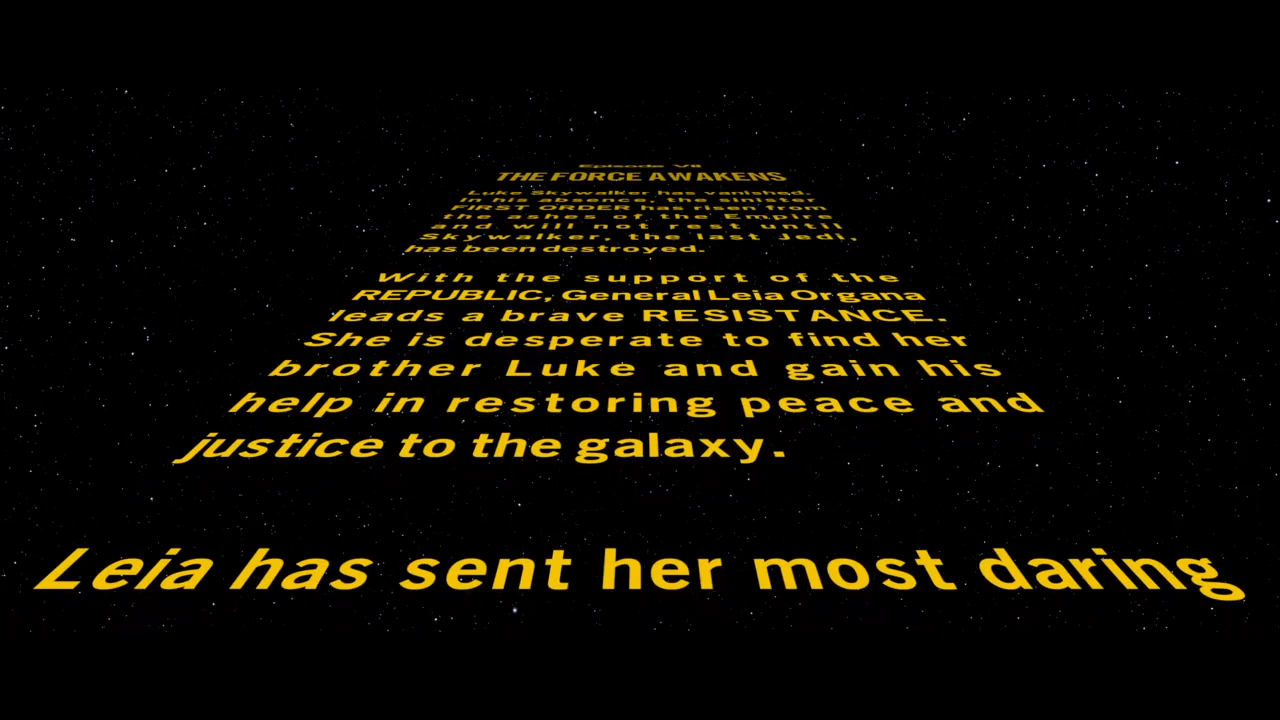 Episode VII
THE FORCE AWAKENS
Luke Skywalker has vanished.
In his absence, the sinister
FIRST ORDER has risen from
the ashes of the Empire
and will not rest until
Skywalker, the last Jedi,
has been destroyed.
With the support of the
REPUBLIC, General Leia Organa
leads a brave RESISTANCE.
She is desperate to find her
brother Luke and gain his
help in restoring peace and
justice to the galaxy.
Leia has sent her most daring